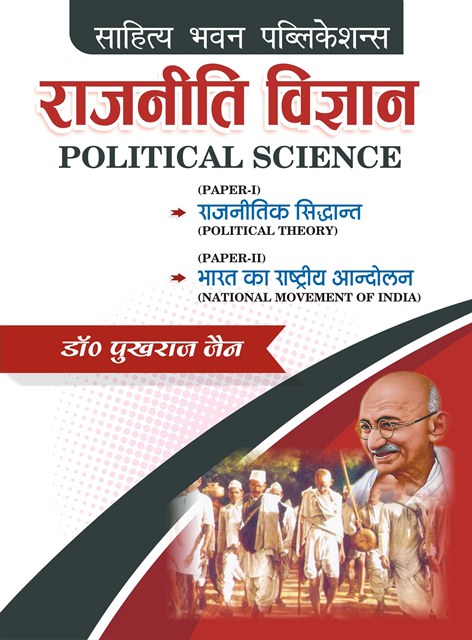 साहित्य भवन पब्लिकेशन्स
राजनीति विज्ञान
POLITICAL SCIENCE
(PAPER-I)
राजनीतिक सिद्धान्त
(POLITICAL THEORY)
(PAPER-II)
भारत का राष्ट्रीय आन्दोलन
(NATIONAL MOVEMENT OF INDIA)
डॉ० पुखराज जैन